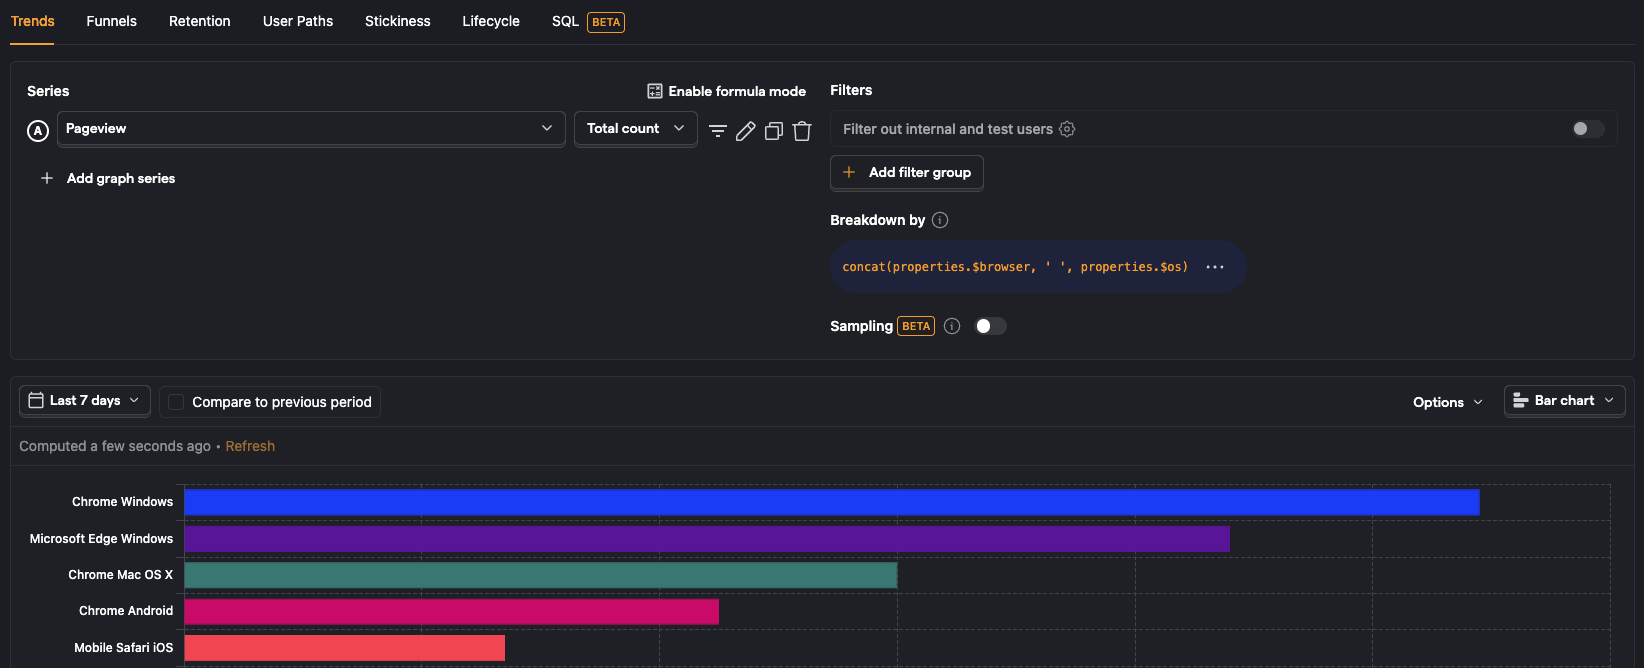 Trends Funnels Retention User Paths Stickiness Lifecycle SQL BETA
Series
Enable formula mode
A Pageview Total count
Add graph series
Filters
Filter out internal and test users
Add filter group
Breakdown by
concat(properties.$browser, ' ', properties.$os) ...
Sampling BETA
Last 7 days Compare to previous period Options Bar chart
Computed a few seconds ago • Refresh
Chrome Windows
Microsoft Edge Windows
Chrome Mac OS X
Chrome Android
Mobile Safari iOS